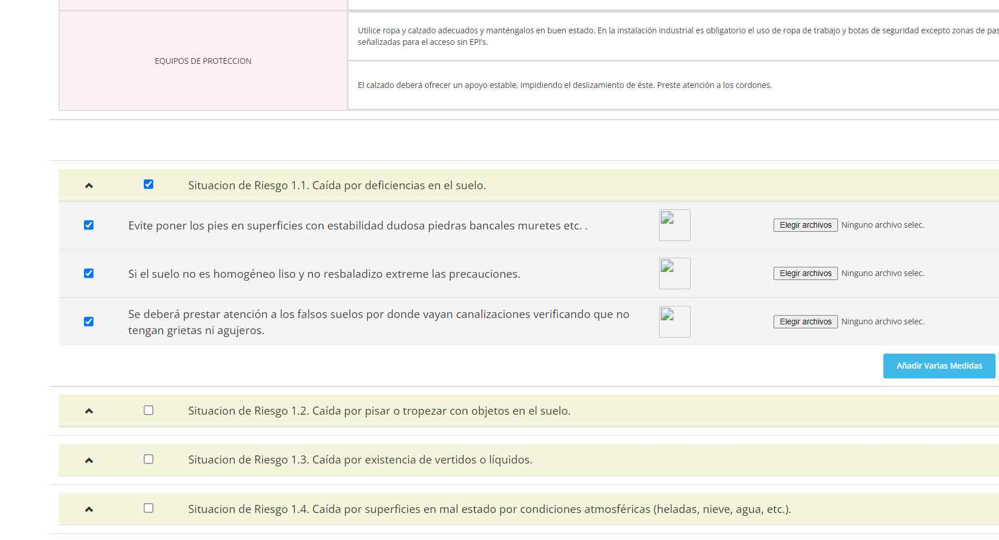 Utilice ropa y calzado adecuados y manténgalos en buen estado. En la instalación industrial es obligatorio el uso de ropa de trabajo y botas de seguridad excepto zonas de pas
señalizadas para el acceso sin EPI's.
EQUIPOS DE PROTECCION
El calzado deberá ofrecer un apoyo estable, impidiendo el deslizamiento de éste. Preste atención a los cordones.
Situacion de Riesgo 1.1. Caída por deficiencias en el suelo.
Evite poner los pies en superficies con estabilidad dudosa piedras bancales muretes etc. .
Elegir archivos Ninguno archivo selec.
Si el suelo no es homogéneo liso y no resbaladizo extreme las precauciones.
Elegir archivos Ninguno archivo selec.
Se deberá prestar atención a los falsos suelos por donde vayan canalizaciones verificando que no
tengan grietas ni agujeros.
Elegir archivos Ninguno archivo selec.
Añadir Varias Medidas
Situacion de Riesgo 1.2. Caída por pisar o tropezar con objetos en el suelo.
Situacion de Riesgo 1.3. Caída por existencia de vertidos o líquidos.
Situacion de Riesgo 1.4. Caída por superficies en mal estado por condiciones atmosféricas (heladas, nieve, agua, etc.).